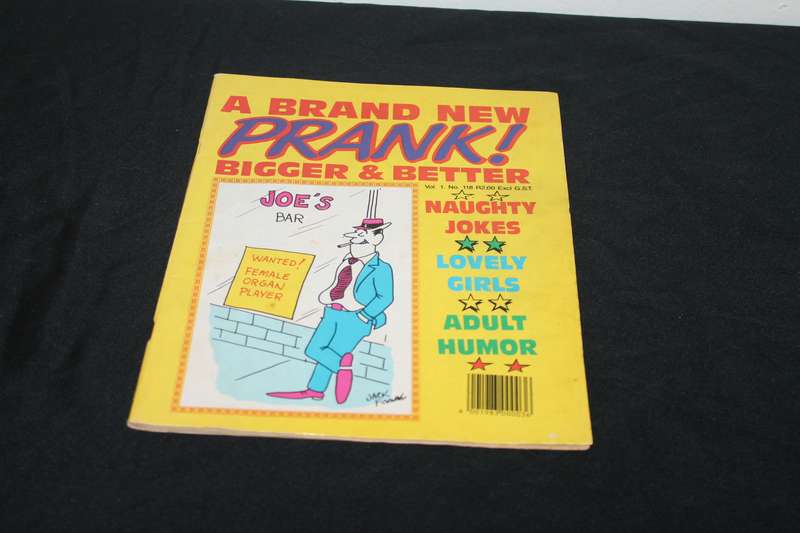 A BRAND NEW
PRANK!
BIGGER & BETTER
Vol. 1. No. 118 R2,00 Excl G.S.T.
JOE'S
BAR
WANTED!
FEMALE
ORGAN
PLAYER
NAUGHTY
JOKES
LOVELY
GIRLS
ADULT
HUMOR
JACK